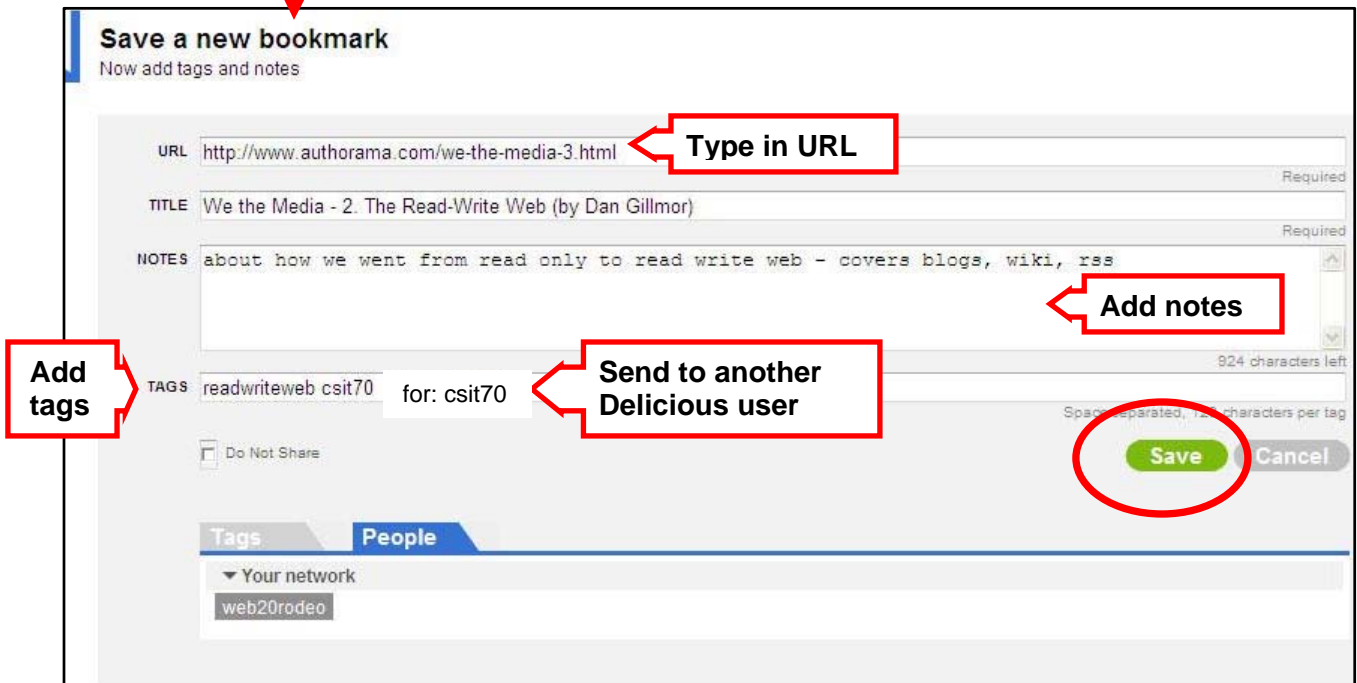 Save a new bookmark
Now add tags and notes
URL http://www.authorama.com/we-the-media-3.html
Type in URL
Required
TITLE We the Media - 2. The Read-Write Web (by Dan Gillmor)
Required
NOTES about how we went from read only to read write web - covers blogs, wiki, rss
Add notes
924 characters left
Add
tags
TAGS readwriteweb csit70 for: csit70
Send to another
Delicious user
Space separated, 128 characters per tag
Do Not Share
Save Cancel
Tags People
Your network
web20rodeo